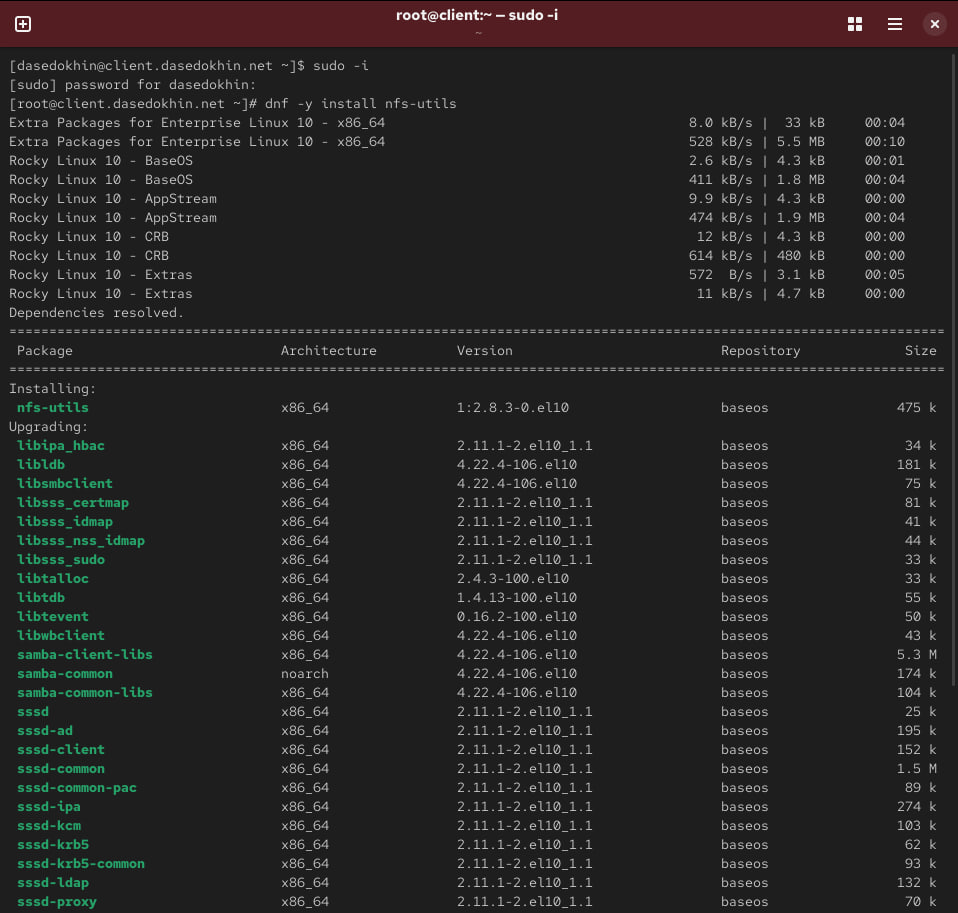 root@client:~ — sudo -i
~
[dasedokhin@client.dasedokhin.net ~]$ sudo -i
[sudo] password for dasedokhin:
[root@client.dasedokhin.net ~]# dnf -y install nfs-utils
Extra Packages for Enterprise Linux 10 - x86_64 8.0 kB/s | 33 kB 00:04
Extra Packages for Enterprise Linux 10 - x86_64 528 kB/s | 5.5 MB 00:10
Rocky Linux 10 - BaseOS 2.6 kB/s | 4.3 kB 00:01
Rocky Linux 10 - BaseOS 411 kB/s | 1.8 MB 00:04
Rocky Linux 10 - AppStream 9.9 kB/s | 4.3 kB 00:00
Rocky Linux 10 - AppStream 474 kB/s | 1.9 MB 00:04
Rocky Linux 10 - CRB 12 kB/s | 4.3 kB 00:00
Rocky Linux 10 - CRB 614 kB/s | 480 kB 00:00
Rocky Linux 10 - Extras 572 B/s | 3.1 kB 00:05
Rocky Linux 10 - Extras 11 kB/s | 4.7 kB 00:00
Dependencies resolved.
=====================================================================================================================
Package Architecture Version Repository Size
=====================================================================================================================
Installing:
nfs-utils x86_64 1:2.8.3-0.el10 baseos 475 k
Upgrading:
libipa_hbac x86_64 2.11.1-2.el10_1.1 baseos 34 k
libldb x86_64 4.22.4-106.el10 baseos 181 k
libsmbclient x86_64 4.22.4-106.el10 baseos 75 k
libsss_certmap x86_64 2.11.1-2.el10_1.1 baseos 81 k
libsss_idmap x86_64 2.11.1-2.el10_1.1 baseos 41 k
libsss_nss_idmap x86_64 2.11.1-2.el10_1.1 baseos 44 k
libsss_sudo x86_64 2.11.1-2.el10_1.1 baseos 33 k
libtalloc x86_64 2.4.3-100.el10 baseos 33 k
libtdb x86_64 1.4.13-100.el10 baseos 55 k
libtevent x86_64 0.16.2-100.el10 baseos 50 k
libwbclient x86_64 4.22.4-106.el10 baseos 43 k
samba-client-libs x86_64 4.22.4-106.el10 baseos 5.3 M
samba-common noarch 4.22.4-106.el10 baseos 174 k
samba-common-libs x86_64 4.22.4-106.el10 baseos 104 k
sssd x86_64 2.11.1-2.el10_1.1 baseos 25 k
sssd-ad x86_64 2.11.1-2.el10_1.1 baseos 195 k
sssd-client x86_64 2.11.1-2.el10_1.1 baseos 152 k
sssd-common x86_64 2.11.1-2.el10_1.1 baseos 1.5 M
sssd-common-pac x86_64 2.11.1-2.el10_1.1 baseos 89 k
sssd-ipa x86_64 2.11.1-2.el10_1.1 baseos 274 k
sssd-kcm x86_64 2.11.1-2.el10_1.1 baseos 103 k
sssd-krb5 x86_64 2.11.1-2.el10_1.1 baseos 62 k
sssd-krb5-common x86_64 2.11.1-2.el10_1.1 baseos 93 k
sssd-ldap x86_64 2.11.1-2.el10_1.1 baseos 132 k
sssd-proxy x86_64 2.11.1-2.el10_1.1 baseos 70 k